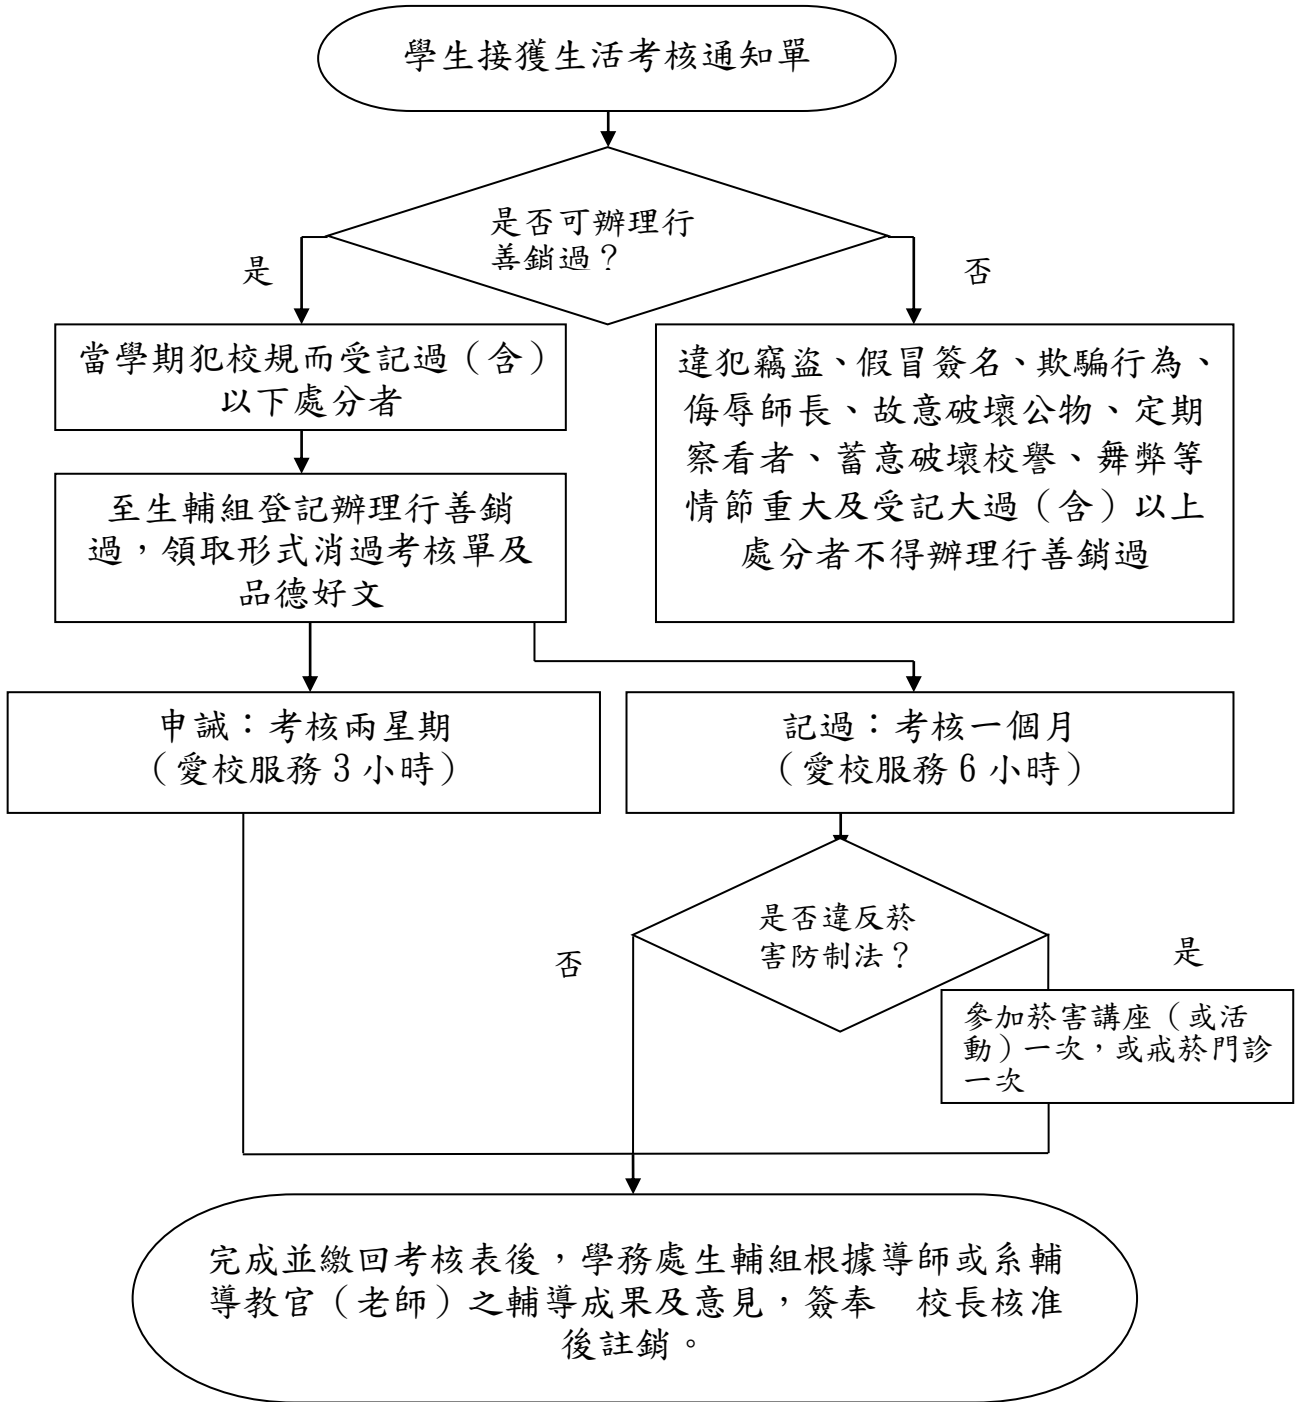 學生接獲生活考核通知單
是否可辦理行
善銷過？
是
否
當學期犯校規而受記過（含）
以下處分者
違犯竊盜、假冒簽名、欺騙行為、
侮辱師長、故意破壞公物、定期
察看者、蓄意破壞校譽、舞弊等
情節重大及受記大過（含）以上
處分者不得辦理行善銷過
至生輔組登記辦理行善銷
過，領取形式消過考核單及
品德好文
申誡：考核兩星期
（愛校服務 3 小時）
記過：考核一個月
（愛校服務 6 小時）
是否違反菸
害防制法？
否
是
參加菸害講座（或活
動）一次，或戒菸門診
一次
完成並繳回考核表後，學務處生輔組根據導師或系輔
導教官（老師）之輔導成果及意見，簽奉　校長核准
後註銷。